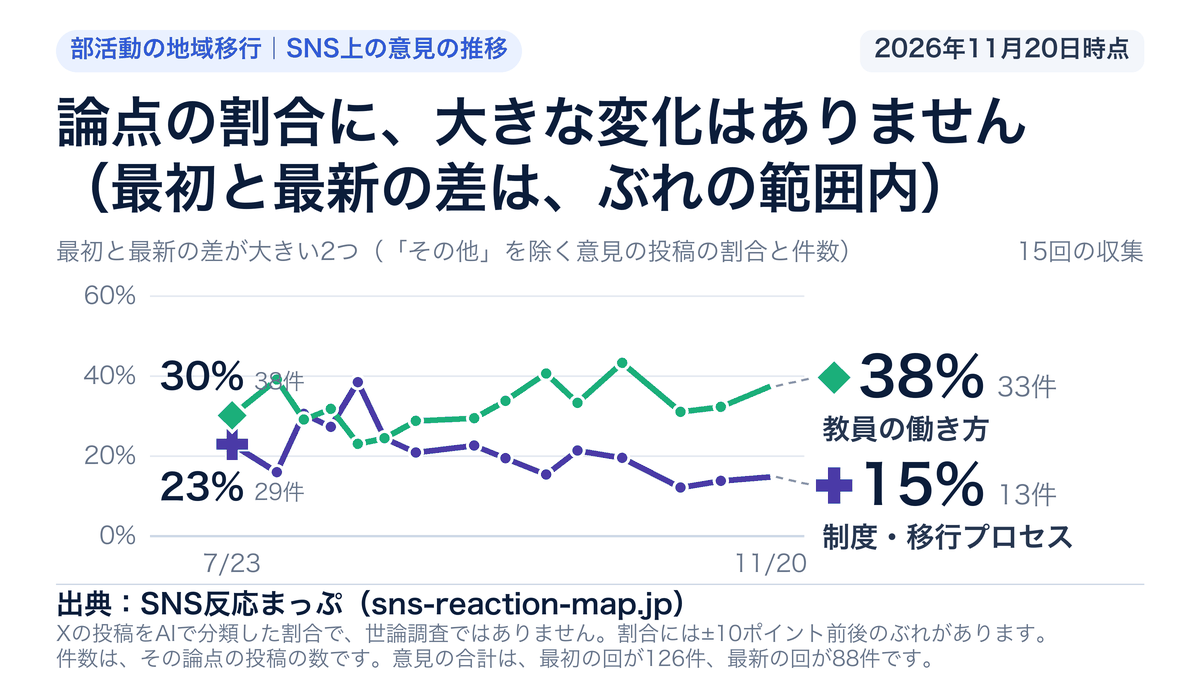 部活動の地域移行｜SNS上の意見の推移
2026年11月20日時点
論点の割合に、大きな変化はありません
（最初と最新の差は、ぶれの範囲内）
最初と最新の差が大きい2つ（「その他」を除く意見の投稿の割合と件数）
15回の収集
60%
40%
20%
0%
30% 38件
23% 29件
38% 33件
教員の働き方
15% 13件
制度・移行プロセス
7/23
11/20
出典：SNS反応まっぷ（sns-reaction-map.jp）
Xの投稿をAIで分類した割合で、世論調査ではありません。割合には±10ポイント前後のぶれがあります。
件数は、その論点の投稿の数です。意見の合計は、最初の回が126件、最新の回が88件です。